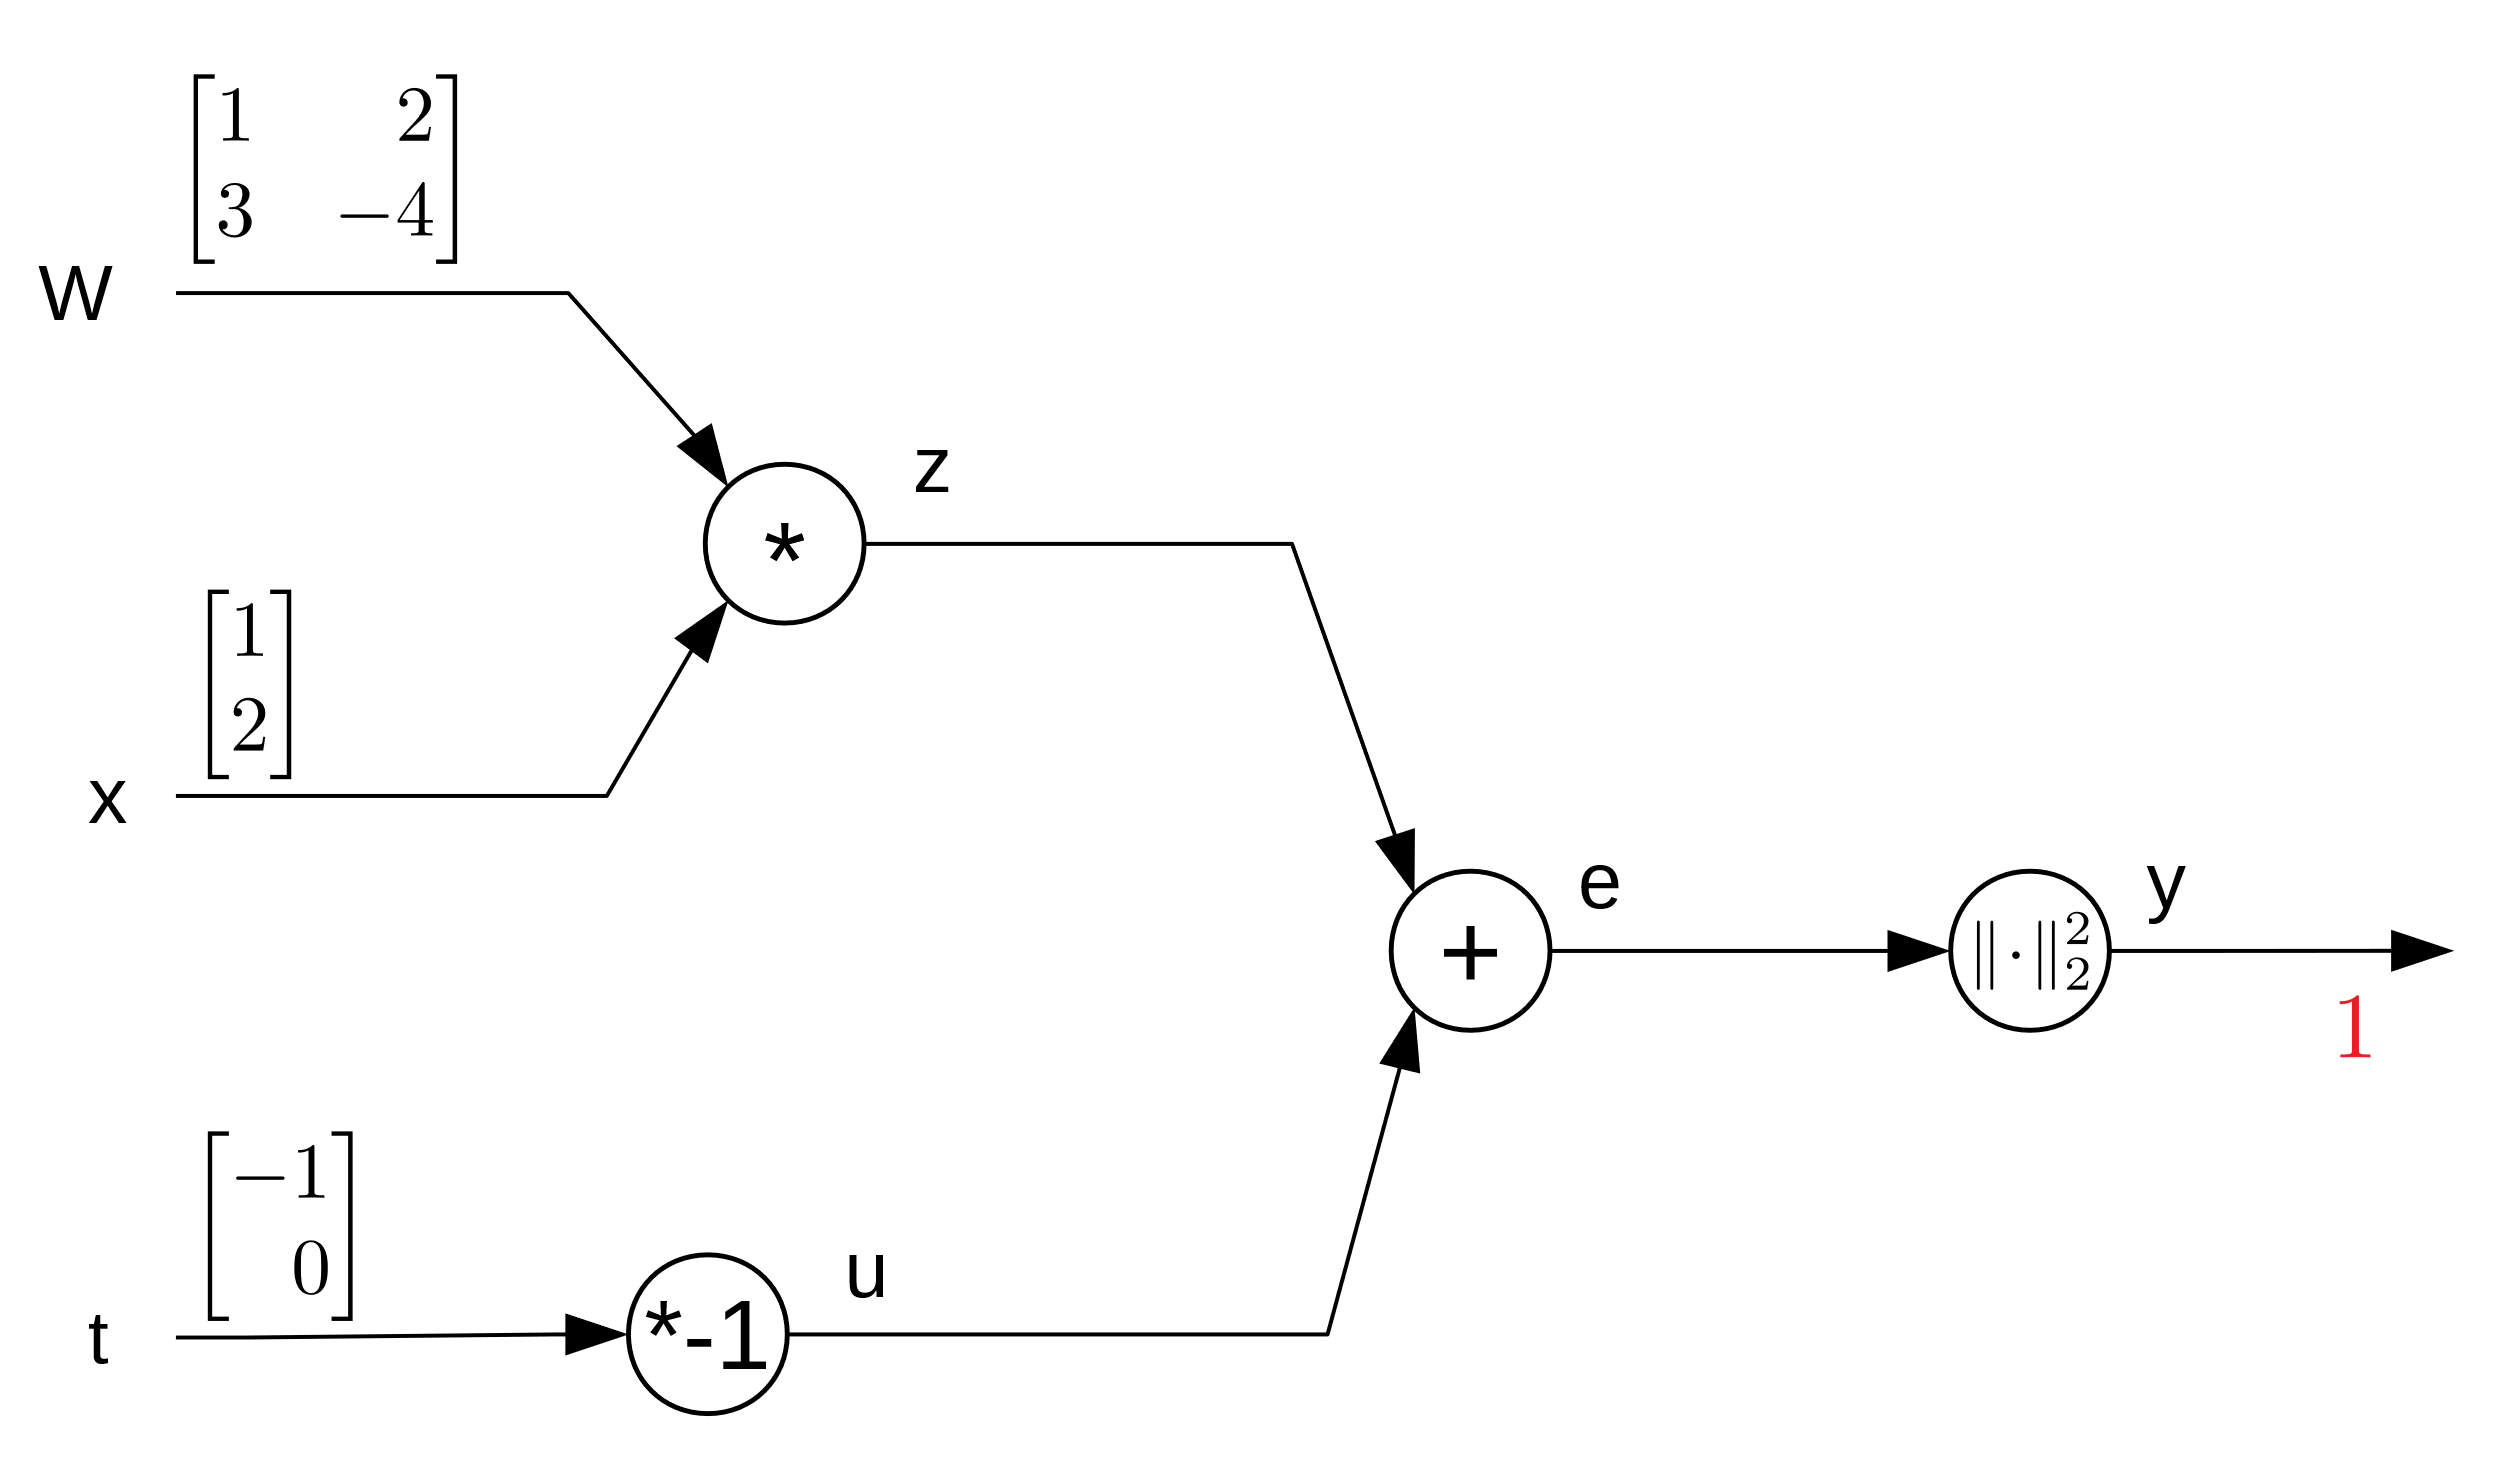 W
[1 2
3 −4]
*
z
x
[1
2]
+
e
‖·‖²₂
y
1
t
[−1
0]
*-1
u